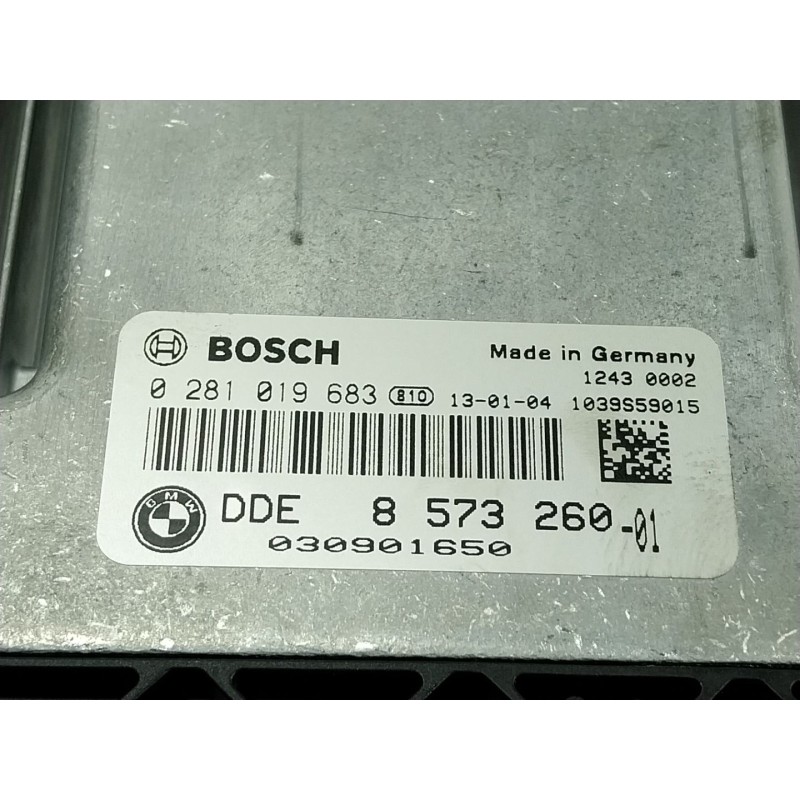 BOSCH Made in Germany
1243 0002
0 281 019 683 810 13-01-04 1039S59015
BMW DDE 8 573 260-01
030901650